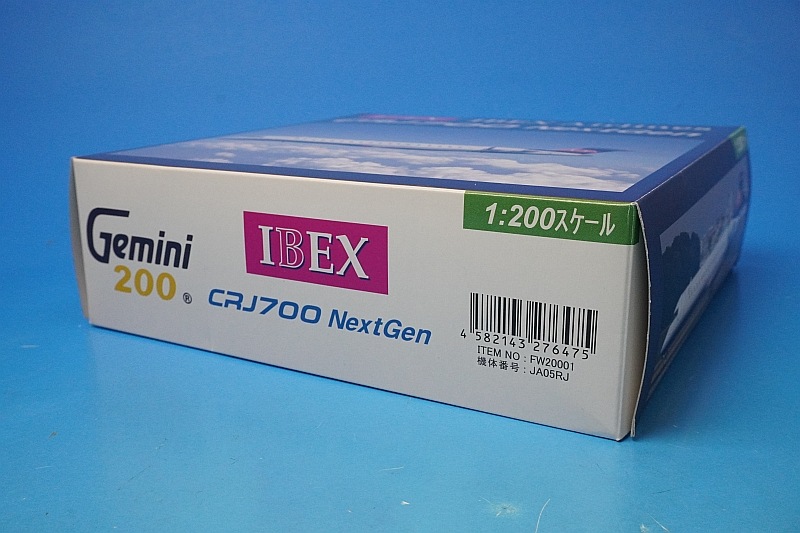 Gemini
200®
IBEX
CRJ700 NextGen
1:200スケール
4 582143 276475
ITEM NO : FW20001
機体番号 : JA05RJ